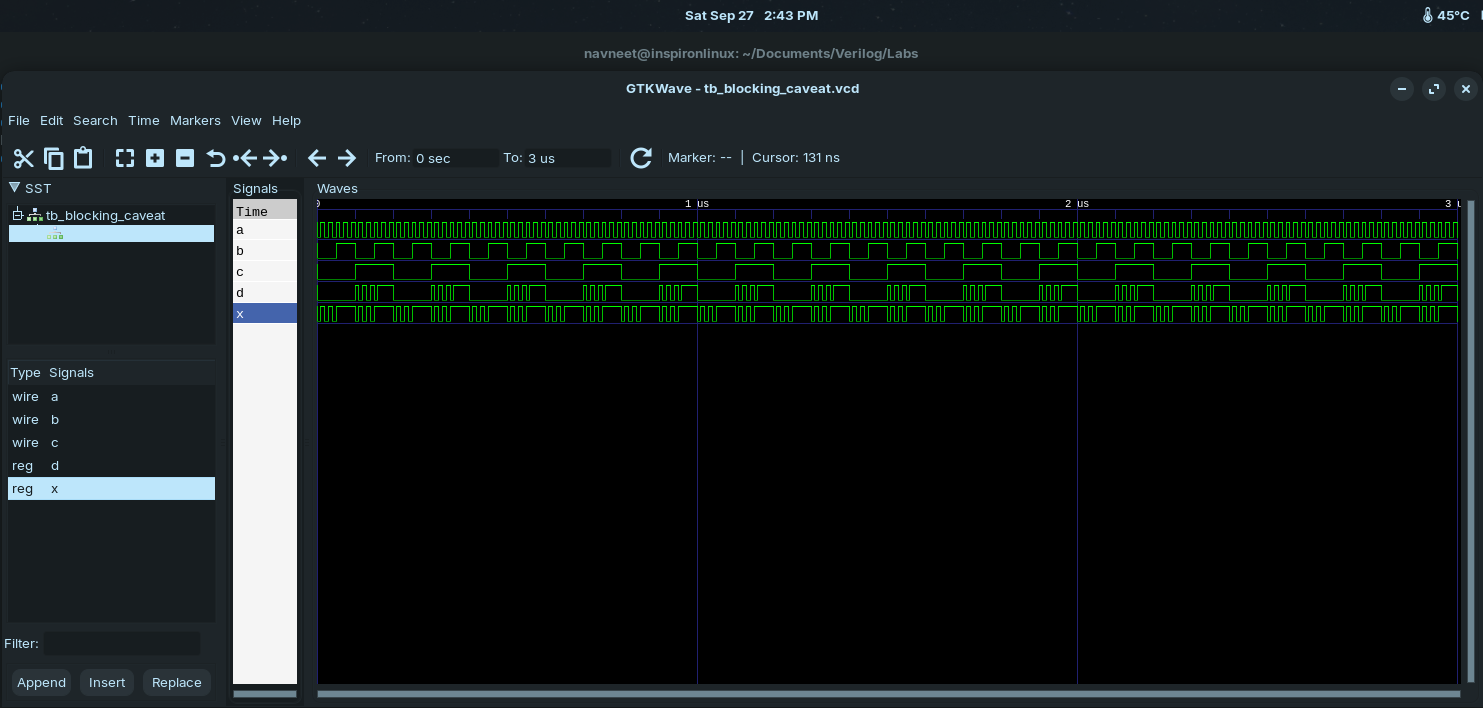 Sat Sep 27 2:43 PM
45°C
navneet@inspironlinux: ~/Documents/Verilog/Labs
GTKWave - tb_blocking_caveat.vcd
File Edit Search Time Markers View Help
From: 0 sec To: 3 us Marker: -- | Cursor: 131 ns
SST
tb_blocking_caveat
Type Signals
wire a
wire b
wire c
reg d
reg x
Filter:
Append Insert Replace
Signals
Time
a
b
c
d
x
Waves
0 1 us 2 us 3 u